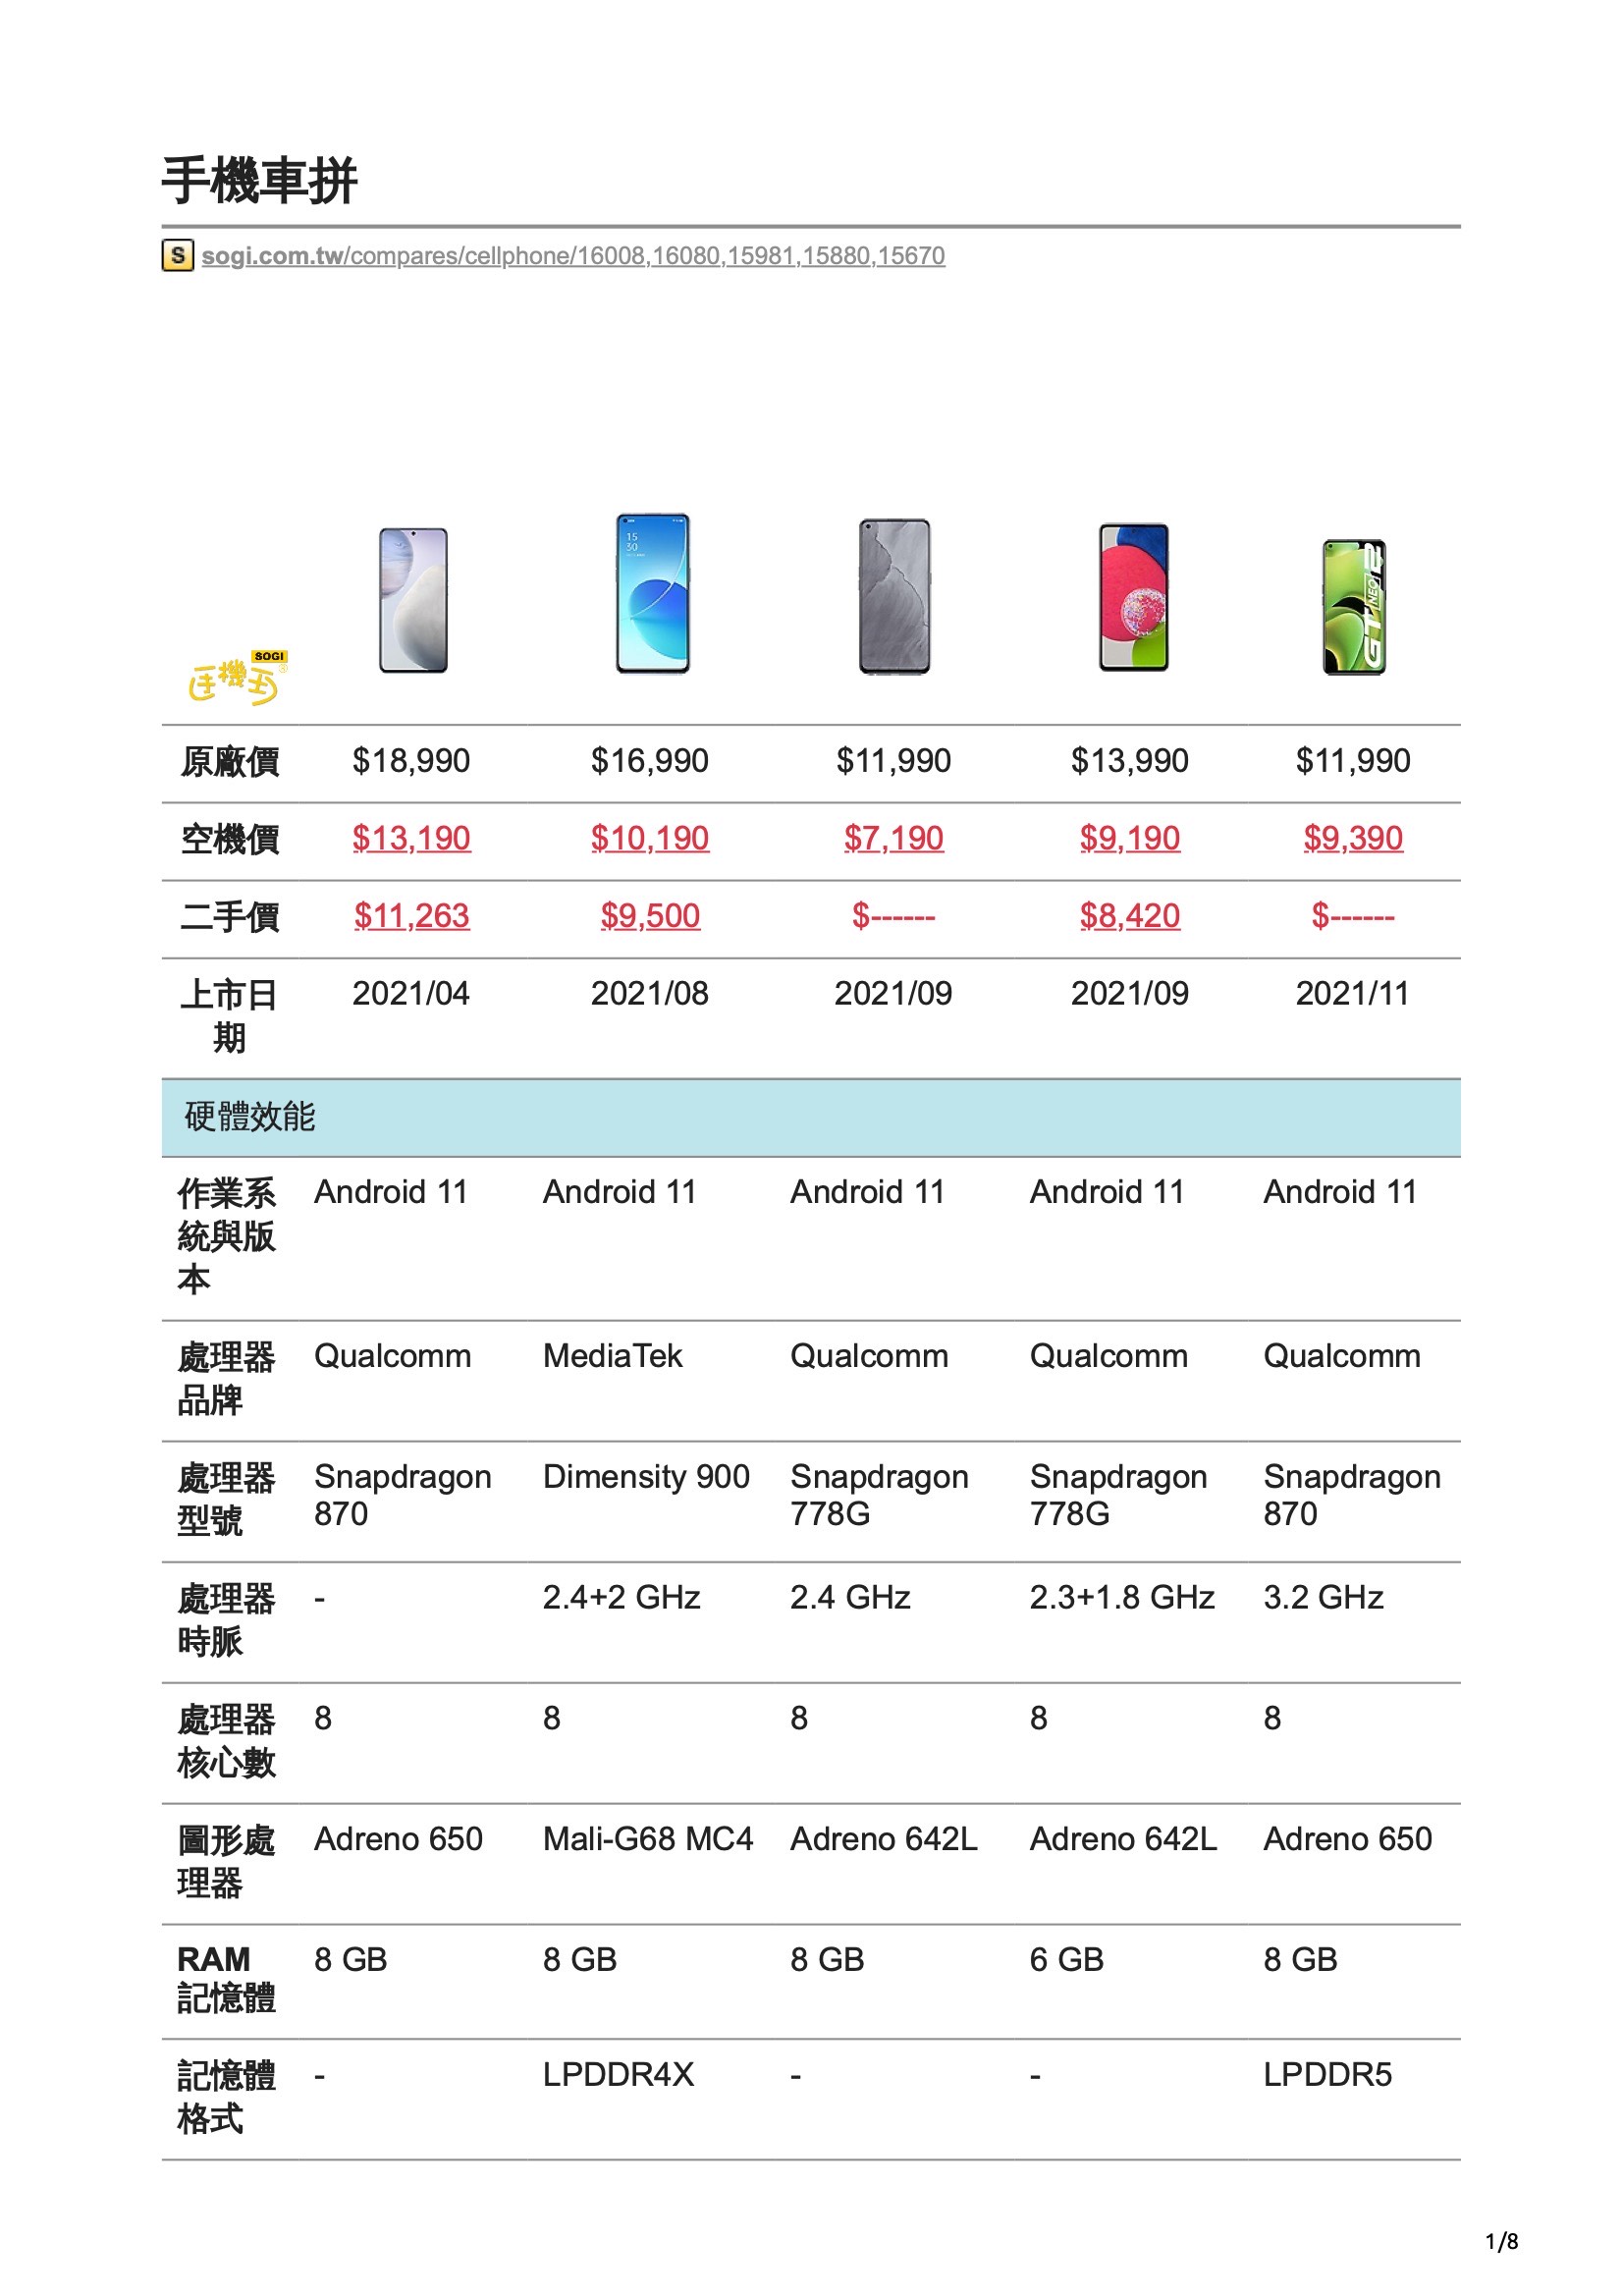 手機車拼
S sogi.com.tw/compares/cellphone/16008,16080,15981,15880,15670
15
30
GT NEO2
SOGI
手機王
原廠價 $18,990 $16,990 $11,990 $13,990 $11,990
空機價 $13,190 $10,190 $7,190 $9,190 $9,390
二手價 $11,263 $9,500 $------ $8,420 $------
上市日 2021/04 2021/08 2021/09 2021/09 2021/11
期
硬體效能
作業系 Android 11 Android 11 Android 11 Android 11 Android 11
統與版
本
處理器 Qualcomm MediaTek Qualcomm Qualcomm Qualcomm
品牌
處理器 Snapdragon Dimensity 900 Snapdragon Snapdragon Snapdragon
型號 870 778G 778G 870
處理器 - 2.4+2 GHz 2.4 GHz 2.3+1.8 GHz 3.2 GHz
時脈
處理器 8 8 8 8 8
核心數
圖形處 Adreno 650 Mali-G68 MC4 Adreno 642L Adreno 642L Adreno 650
理器
RAM 8 GB 8 GB 8 GB 6 GB 8 GB
記憶體
記憶體 - LPDDR4X - - LPDDR5
格式
1/8